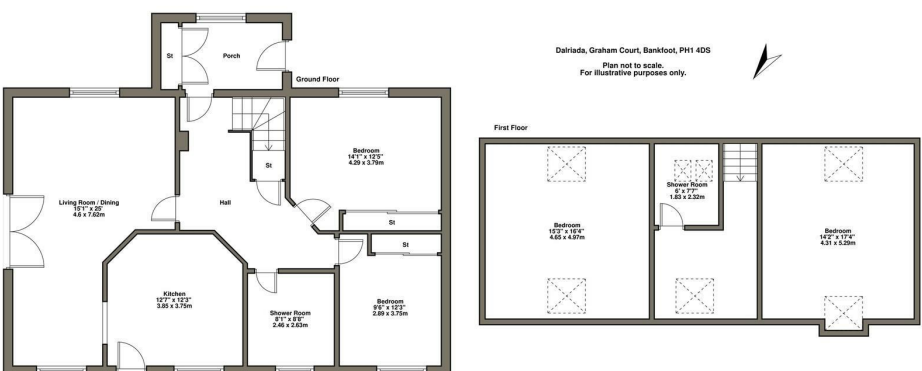 Dalriada, Graham Court, Bankfoot, PH1 4DS
Plan not to scale.
For illustrative purposes only.
St
Porch
Ground Floor
Bedroom
14'1" x 12'5"
4.29 x 3.79m
St
Living Room / Dining
15'1" x 25'
4.6 x 7.62m
Hall
St
St
Kitchen
12'7" x 12'3"
3.85 x 3.75m
Shower Room
8'1" x 8'8"
2.46 x 2.63m
Bedroom
9'6" x 12'3"
2.89 x 3.75m
First Floor
Bedroom
15'3" x 16'4"
4.65 x 4.97m
Shower Room
6' x 7'7"
1.83 x 2.32m
Bedroom
14'2" x 17'4"
4.31 x 5.29m